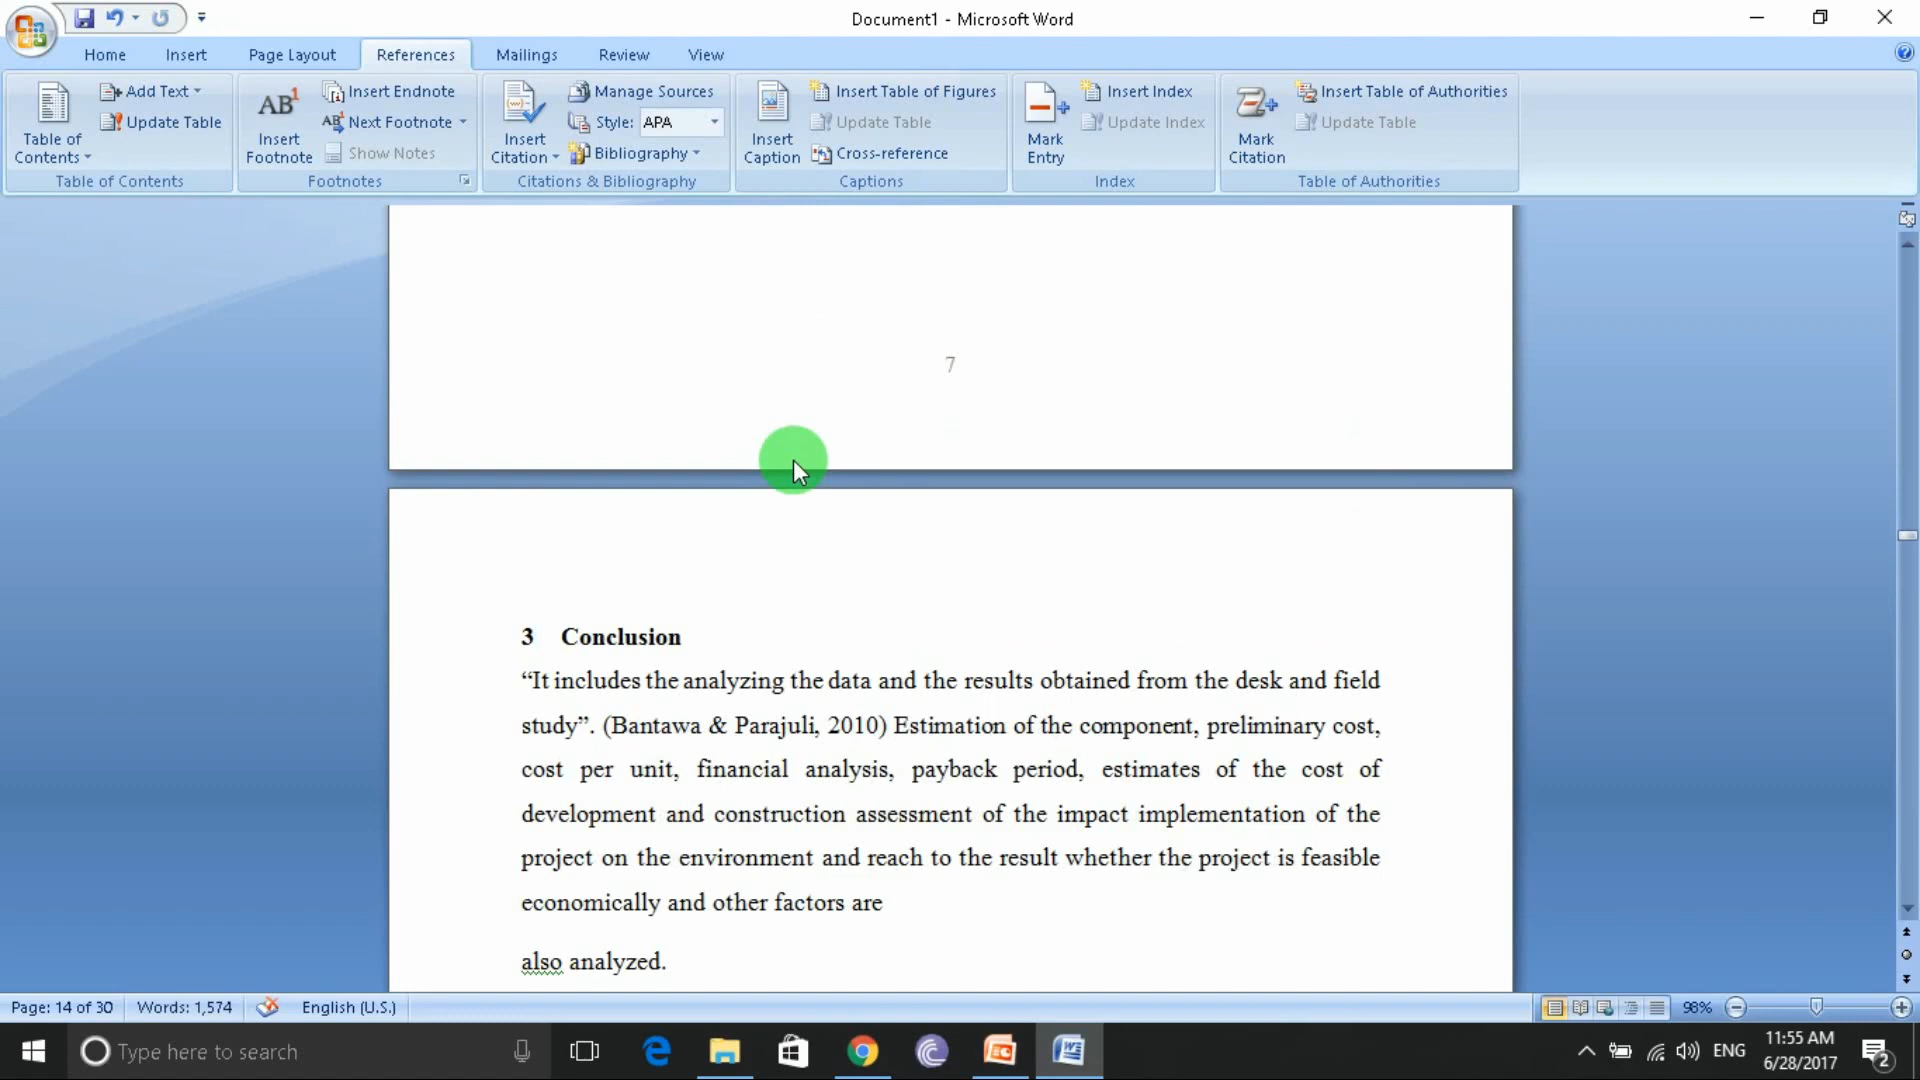 Document1 - Microsoft Word
Home Insert Page Layout References Mailings Review View
Table of Contents
Add Text
Update Table
Table of Contents
AB1 Insert Footnote
Insert Endnote
AB Next Footnote
Show Notes
Footnotes
Insert Citation
Manage Sources
Style: APA
Bibliography
Citations & Bibliography
Insert Caption
Insert Table of Figures
Update Table
Cross-reference
Captions
Mark Entry
Insert Index
Update Index
Index
Mark Citation
Insert Table of Authorities
Update Table
Table of Authorities
7
3 Conclusion
“It includes the analyzing the data and the results obtained from the desk and field
study”. (Bantawa & Parajuli, 2010) Estimation of the component, preliminary cost,
cost per unit, financial analysis, payback period, estimates of the cost of
development and construction assessment of the impact implementation of the
project on the environment and reach to the result whether the project is feasible
economically and other factors are
also analyzed.
Page: 14 of 30 Words: 1,574 English (U.S.) 98%
Type here to search
ENG
11:55 AM
6/28/2017
2